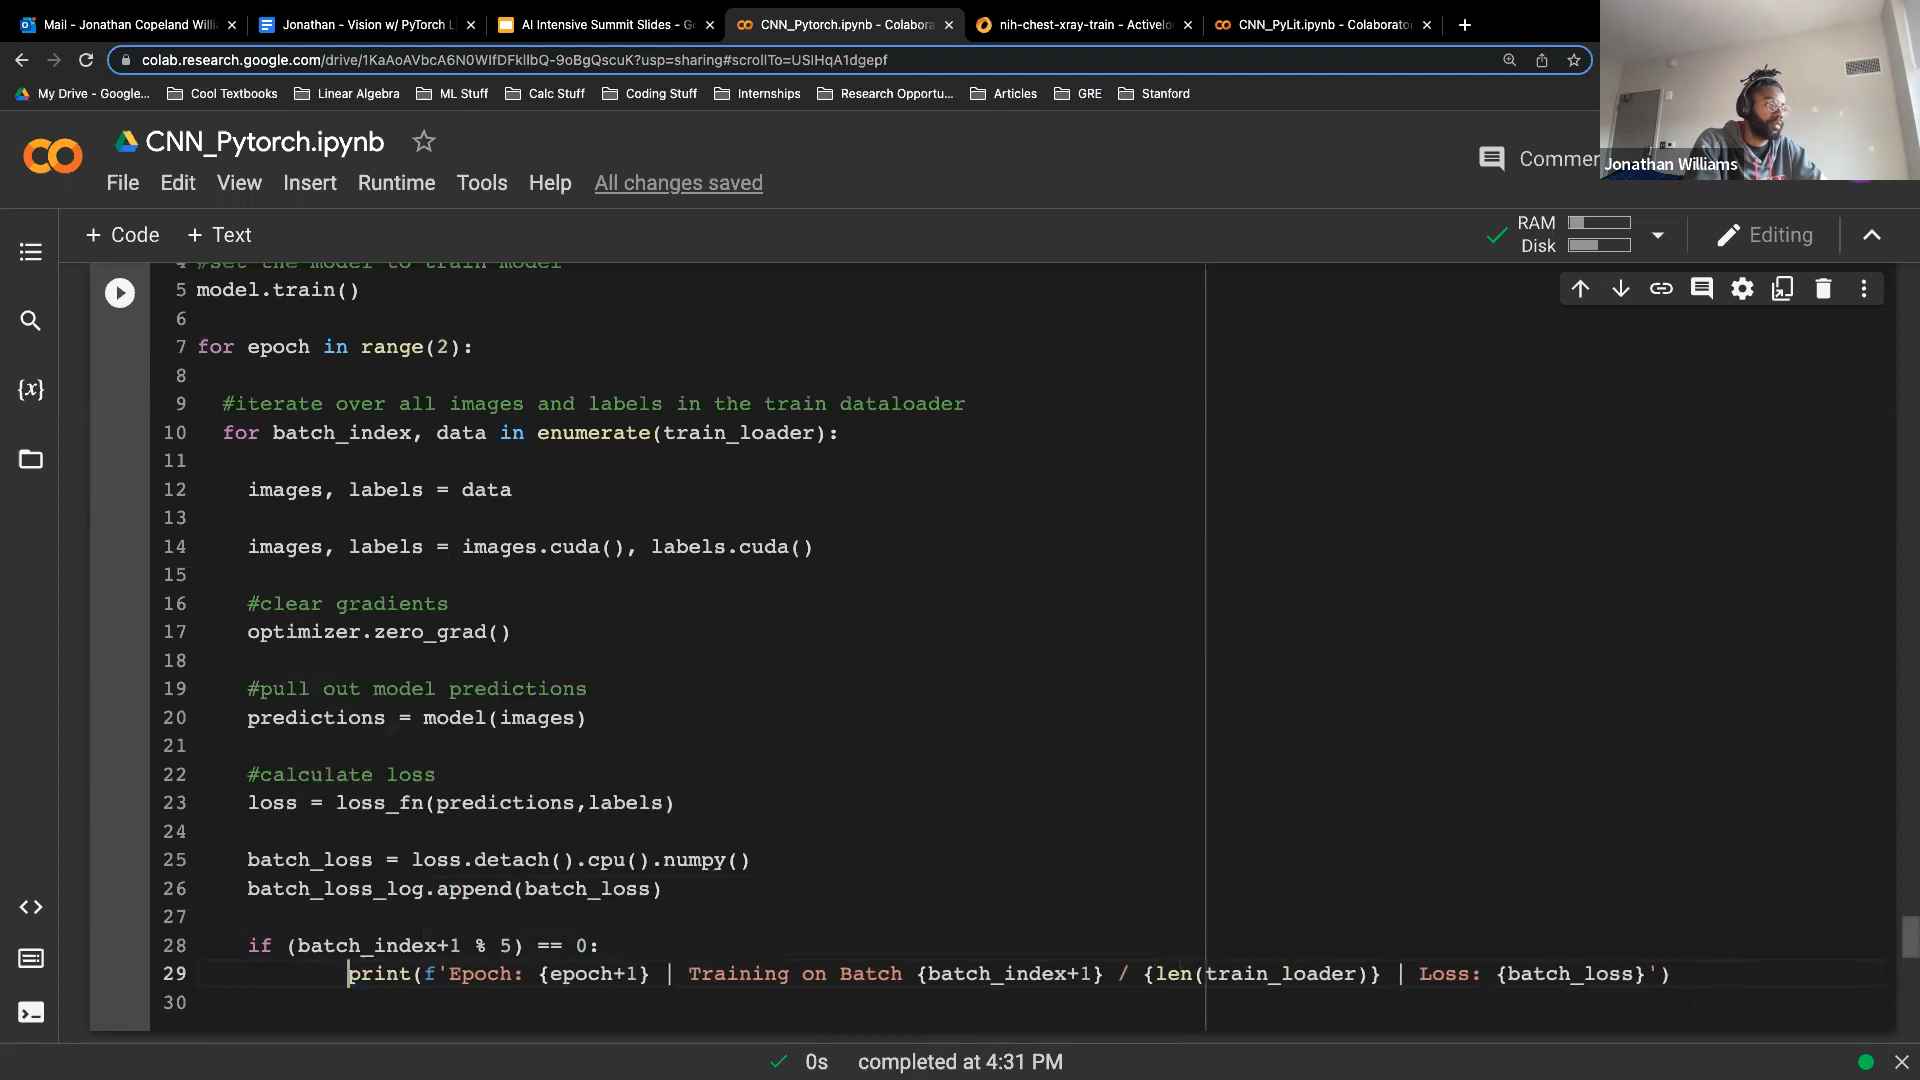 Mail - Jonathan Copeland Willi
Jonathan - Vision w/ PyTorch L
AI Intensive Summit Slides - Go
CNN_Pytorch.ipynb - Colabora
nih-chest-xray-train - Activelo
CNN_PyLit.ipynb - Colaborato
colab.research.google.com/drive/1KaAoAVbcA6N0WIfDFkIIbQ-9oBgQscuK?usp=sharing#scrollTo=USIHqA1dgepf
My Drive - Google...
Cool Textbooks
Linear Algebra
ML Stuff
Calc Stuff
Coding Stuff
Internships
Research Opportu...
Articles
GRE
Stanford
CNN_Pytorch.ipynb
Commen
Jonathan Williams
File Edit View Insert Runtime Tools Help All changes saved
+ Code + Text
RAM
Disk
Editing
4 #set the model to train model
5 model.train()
6
7 for epoch in range(2):
8
9 #iterate over all images and labels in the train dataloader
10 for batch_index, data in enumerate(train_loader):
11
12 images, labels = data
13
14 images, labels = images.cuda(), labels.cuda()
15
16 #clear gradients
17 optimizer.zero_grad()
18
19 #pull out model predictions
20 predictions = model(images)
21
22 #calculate loss
23 loss = loss_fn(predictions,labels)
24
25 batch_loss = loss.detach().cpu().numpy()
26 batch_loss_log.append(batch_loss)
27
28 if (batch_index+1 % 5) == 0:
29 print(f'Epoch: {epoch+1} | Training on Batch {batch_index+1} / {len(train_loader)} | Loss: {batch_loss}')
30
0s completed at 4:31 PM